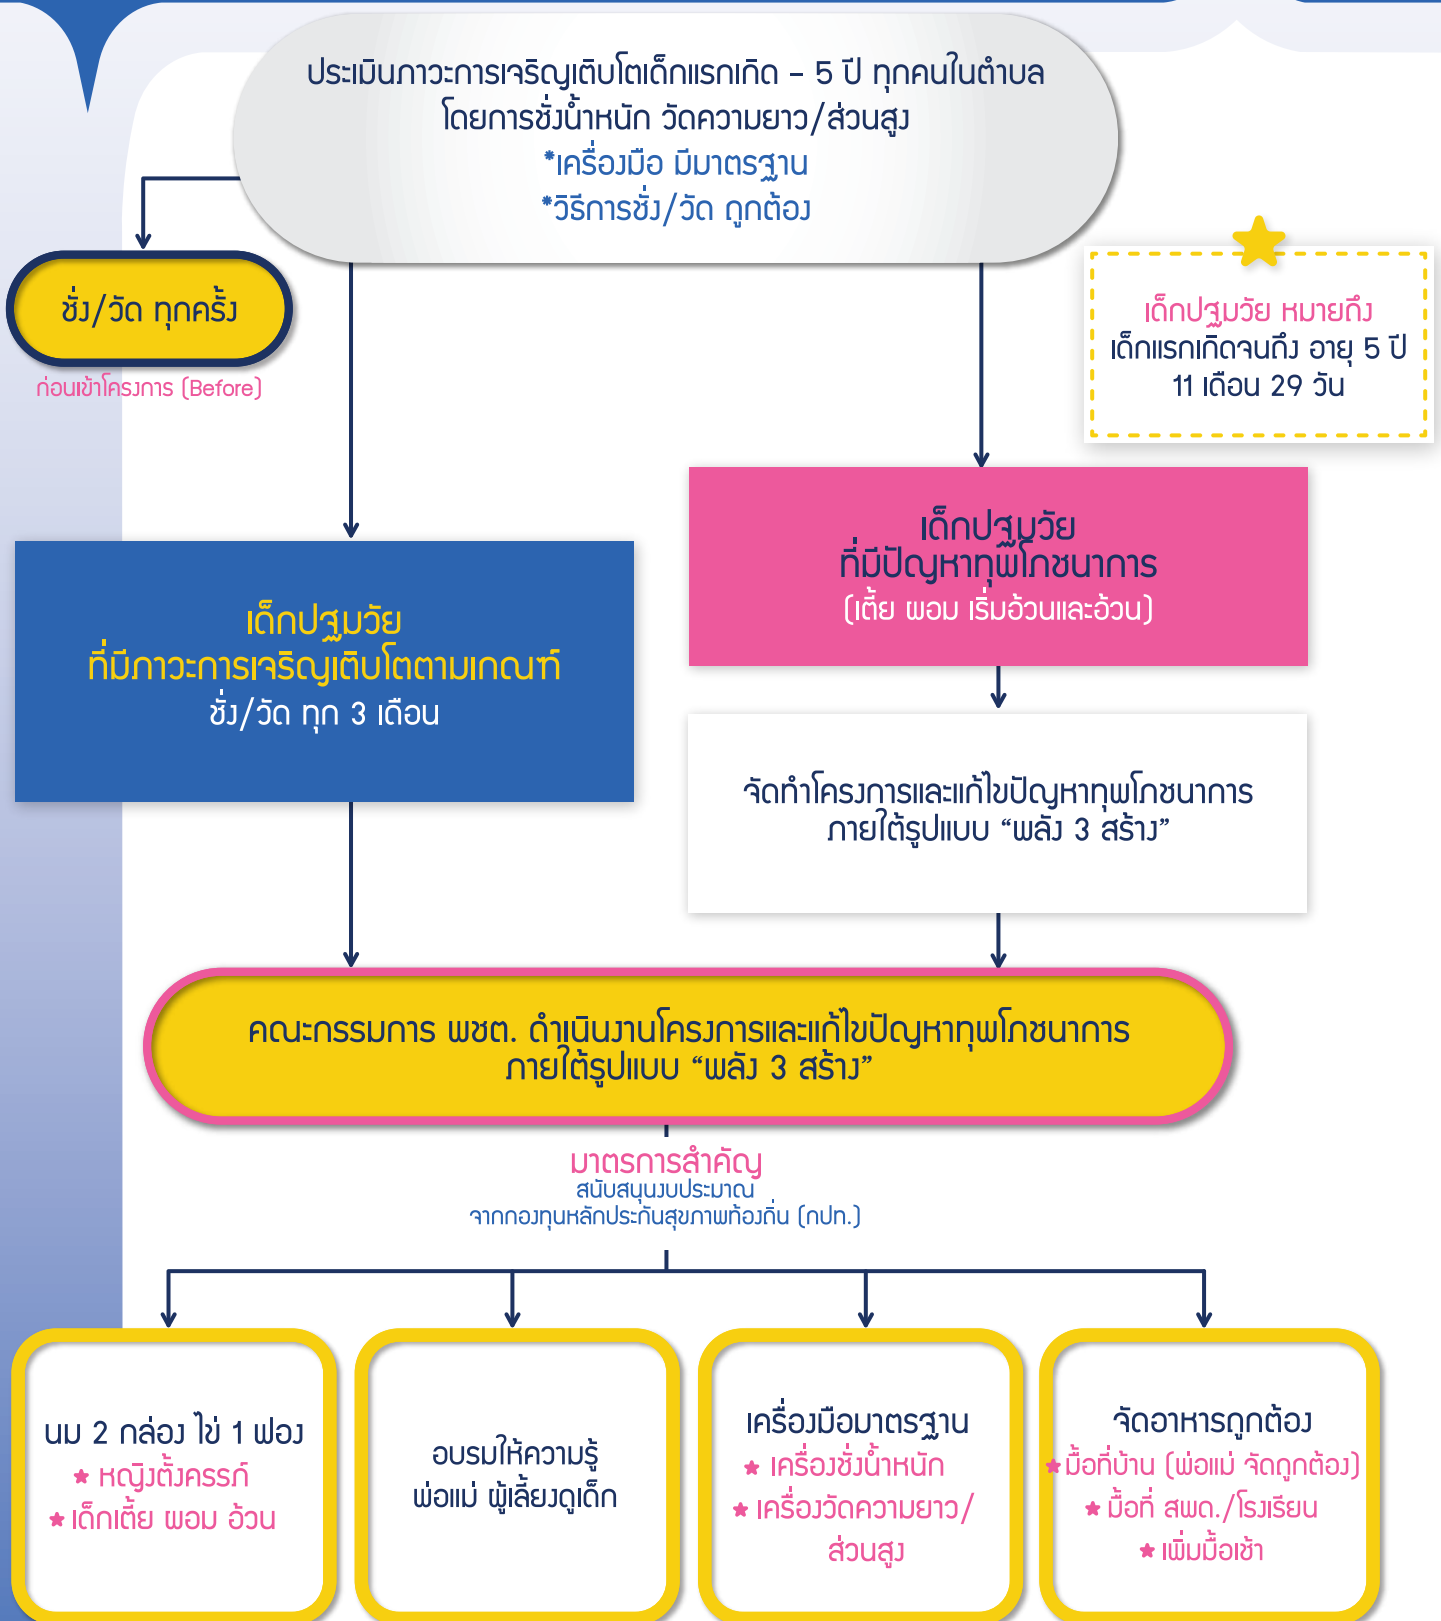 ประเมินภาวะการเจริญเติบโตเด็กแรกเกิด - 5 ปี ทุกคนในตำบล
โดยการชั่งน้ำหนัก วัดความยาว/ส่วนสูง
*เครื่องมือ มีมาตรฐาน
*วิธีการชั่ง/วัด ถูกต้อง
ชั่ง/วัด ทุกครั้ง
ก่อนเข้าโครงการ (Before)
เด็กปฐมวัย หมายถึง
เด็กแรกเกิดจนถึง อายุ 5 ปี
11 เดือน 29 วัน
เด็กปฐมวัย
ที่มีปัญหาทุพโภชนาการ
(เตี้ย ผอม เริ่มอ้วนและอ้วน)
เด็กปฐมวัย
ที่มีภาวะการเจริญเติบโตตามเกณฑ์
ชั่ง/วัด ทุก 3 เดือน
จัดทำโครงการและแก้ไขปัญหาทุพโภชนาการ
ภายใต้รูปแบบ “พลัง 3 สร้าง”
คณะกรรมการ พชต. ดำเนินงานโครงการและแก้ไขปัญหาทุพโภชนาการ
ภายใต้รูปแบบ “พลัง 3 สร้าง”
มาตรการสำคัญ
สนับสนุนงบประมาณ
จากกองทุนหลักประกันสุขภาพท้องถิ่น (กปท.)
นม 2 กล่อง ไข่ 1 ฟอง
หญิงตั้งครรภ์
เด็กเตี้ย ผอม อ้วน
อบรมให้ความรู้
พ่อแม่ ผู้เลี้ยงดูเด็ก
เครื่องมือมาตรฐาน
เครื่องชั่งน้ำหนัก
เครื่องวัดความยาว/
ส่วนสูง
จัดอาหารถูกต้อง
มื้อที่บ้าน (พ่อแม่ จัดถูกต้อง)
มื้อที่ สพด./โรงเรียน
เพิ่มมื้อเช้า